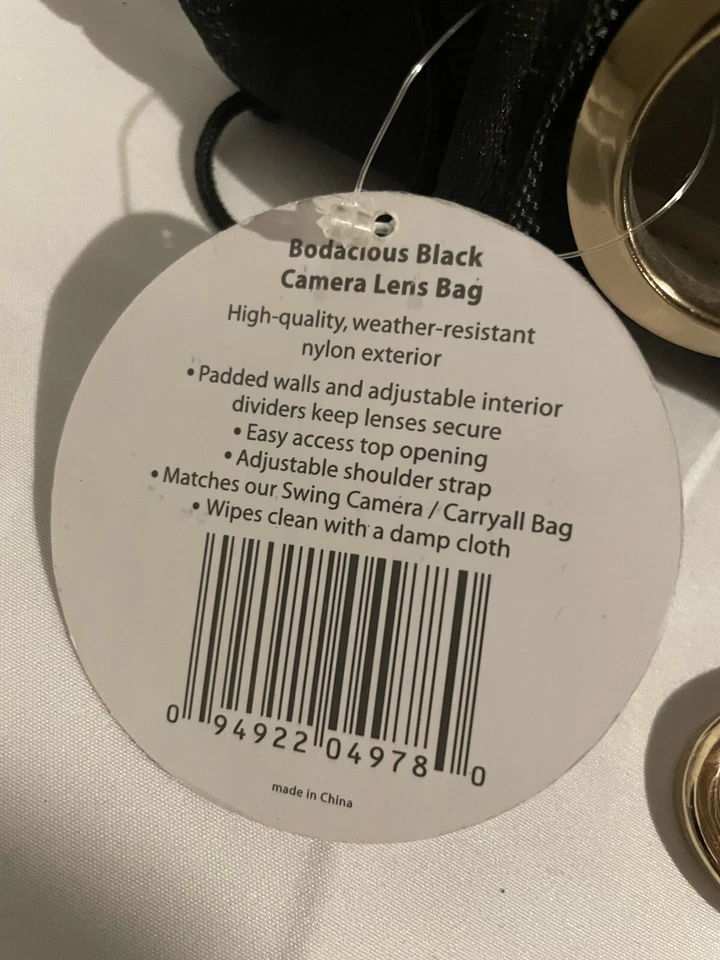 Bodacious Black
Camera Lens Bag
High-quality, weather-resistant
nylon exterior
• Padded walls and adjustable interior
dividers keep lenses secure
• Easy access top opening
• Adjustable shoulder strap
• Matches our Swing Camera / Carryall Bag
• Wipes clean with a damp cloth
0 94922 04978 0
made in China